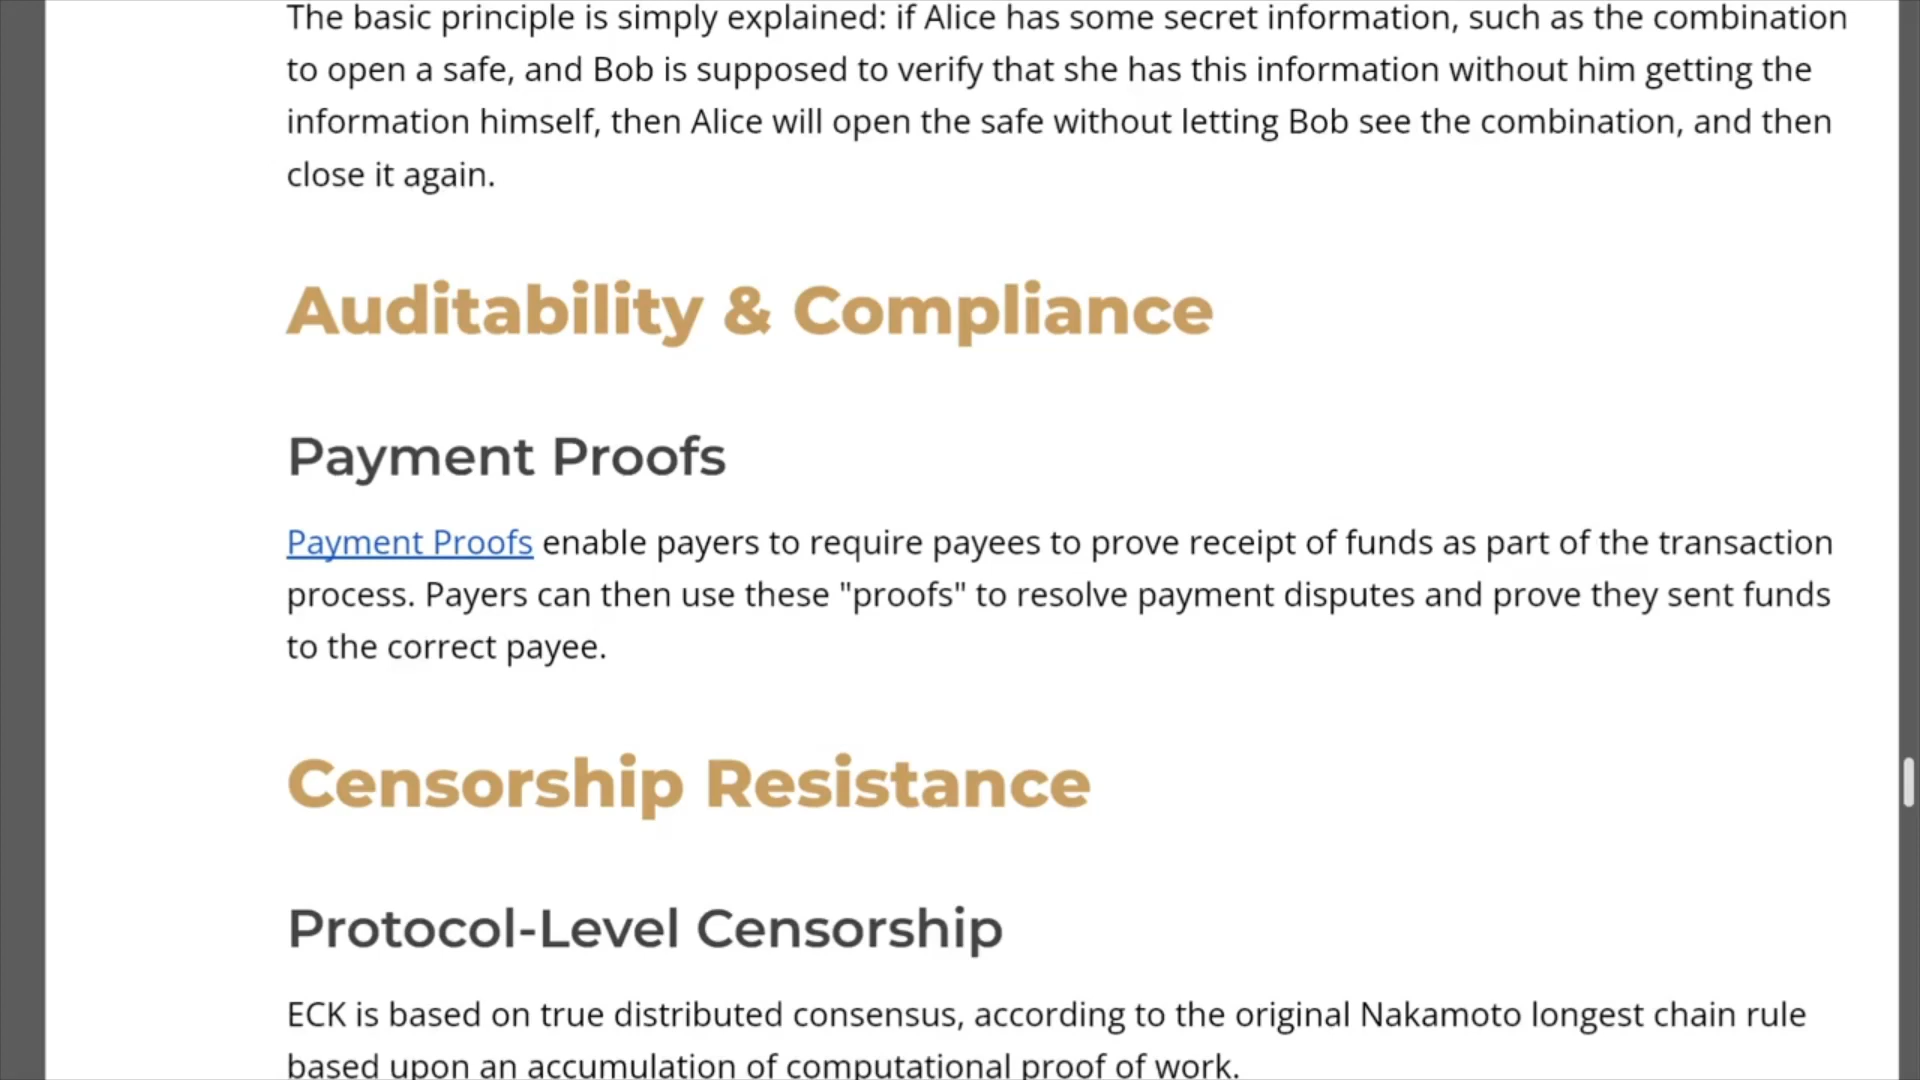 The basic principle is simply explained: if Alice has some secret information, such as the combination
to open a safe, and Bob is supposed to verify that she has this information without him getting the
information himself, then Alice will open the safe without letting Bob see the combination, and then
close it again.
Auditability & Compliance
Payment Proofs
Payment Proofs enable payers to require payees to prove receipt of funds as part of the transaction
process. Payers can then use these "proofs" to resolve payment disputes and prove they sent funds
to the correct payee.
Censorship Resistance
Protocol-Level Censorship
ECK is based on true distributed consensus, according to the original Nakamoto longest chain rule
based upon an accumulation of computational proof of work.